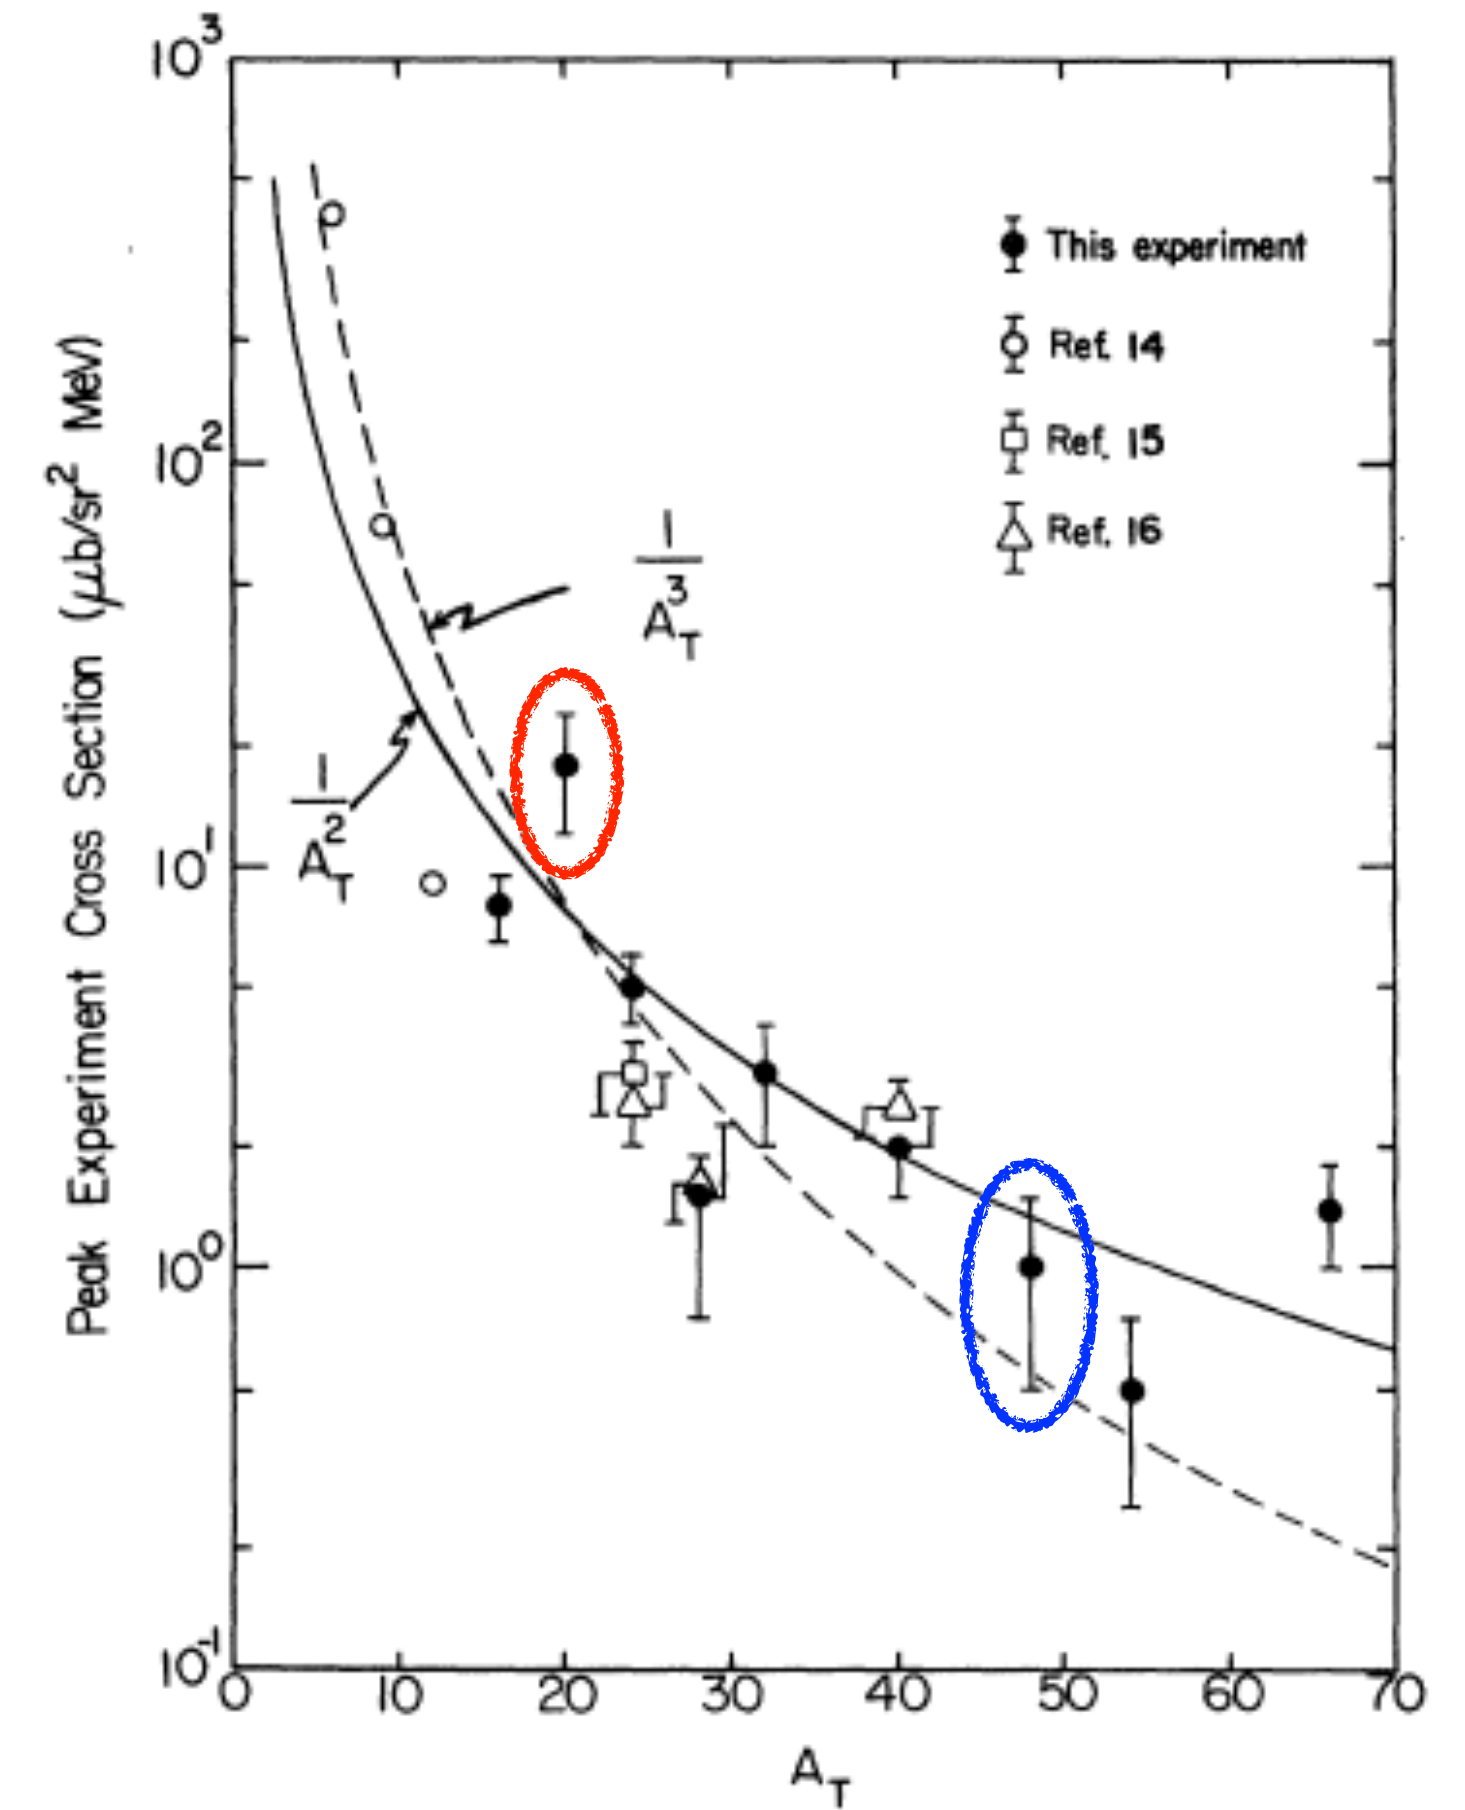 10³
10²
10¹
10⁰
10⁻¹
Peak Experiment Cross Section (μb/sr² MeV)
This experiment
Ref. 14
Ref. 15
Ref. 16
1
A_T³
1
A_T²
0 10 20 30 40 50 60 70
A_T